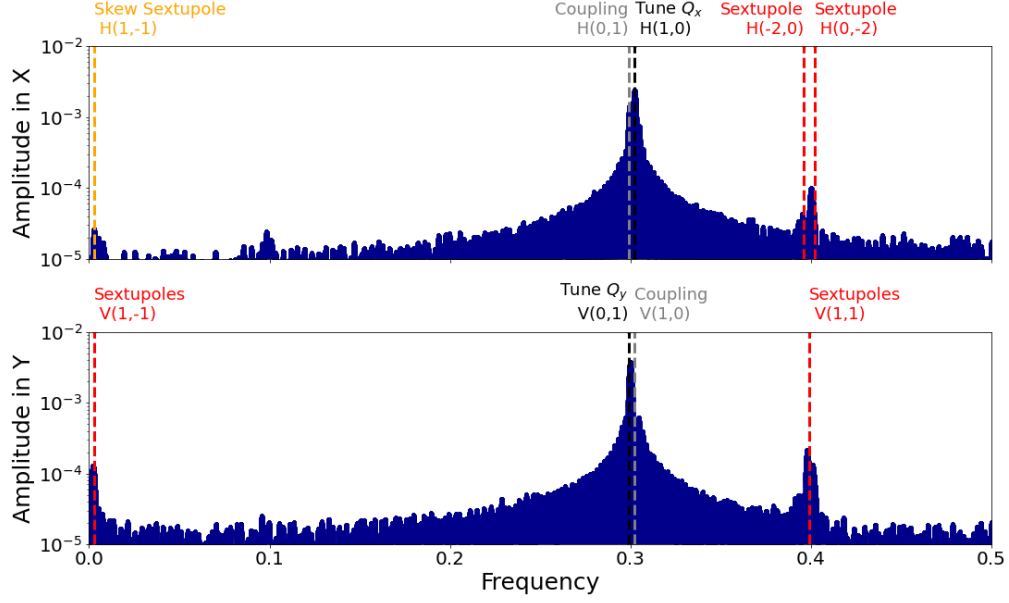 Skew Sextupole
H(1,-1)
Coupling
H(0,1)
Tune Qₓ
H(1,0)
Sextupole
H(-2,0)
Sextupole
H(0,-2)
Amplitude in X
10⁻²
10⁻³
10⁻⁴
10⁻⁵
Sextupoles
V(1,-1)
Tune Q_y
V(0,1)
Coupling
V(1,0)
Sextupoles
V(1,1)
Amplitude in Y
10⁻²
10⁻³
10⁻⁴
10⁻⁵
0.0 0.1 0.2 0.3 0.4 0.5
Frequency